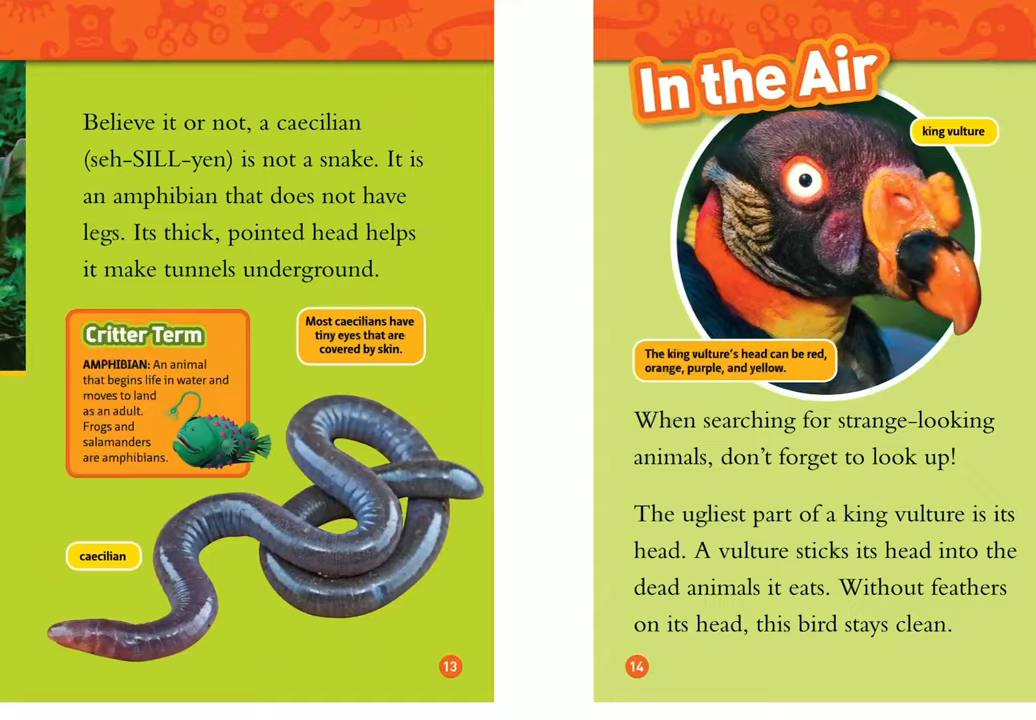 Believe it or not, a caecilian
(seh-SILL-yen) is not a snake. It is
an amphibian that does not have
legs. Its thick, pointed head helps
it make tunnels underground.
Critter Term
AMPHIBIAN: An animal
that begins life in water and
moves to land
as an adult.
Frogs and
salamanders
are amphibians.
Most caecilians have
tiny eyes that are
covered by skin.
caecilian
13
In the Air
king vulture
The king vulture's head can be red,
orange, purple, and yellow.
When searching for strange-looking
animals, don't forget to look up!
The ugliest part of a king vulture is its
head. A vulture sticks its head into the
dead animals it eats. Without feathers
on its head, this bird stays clean.
14